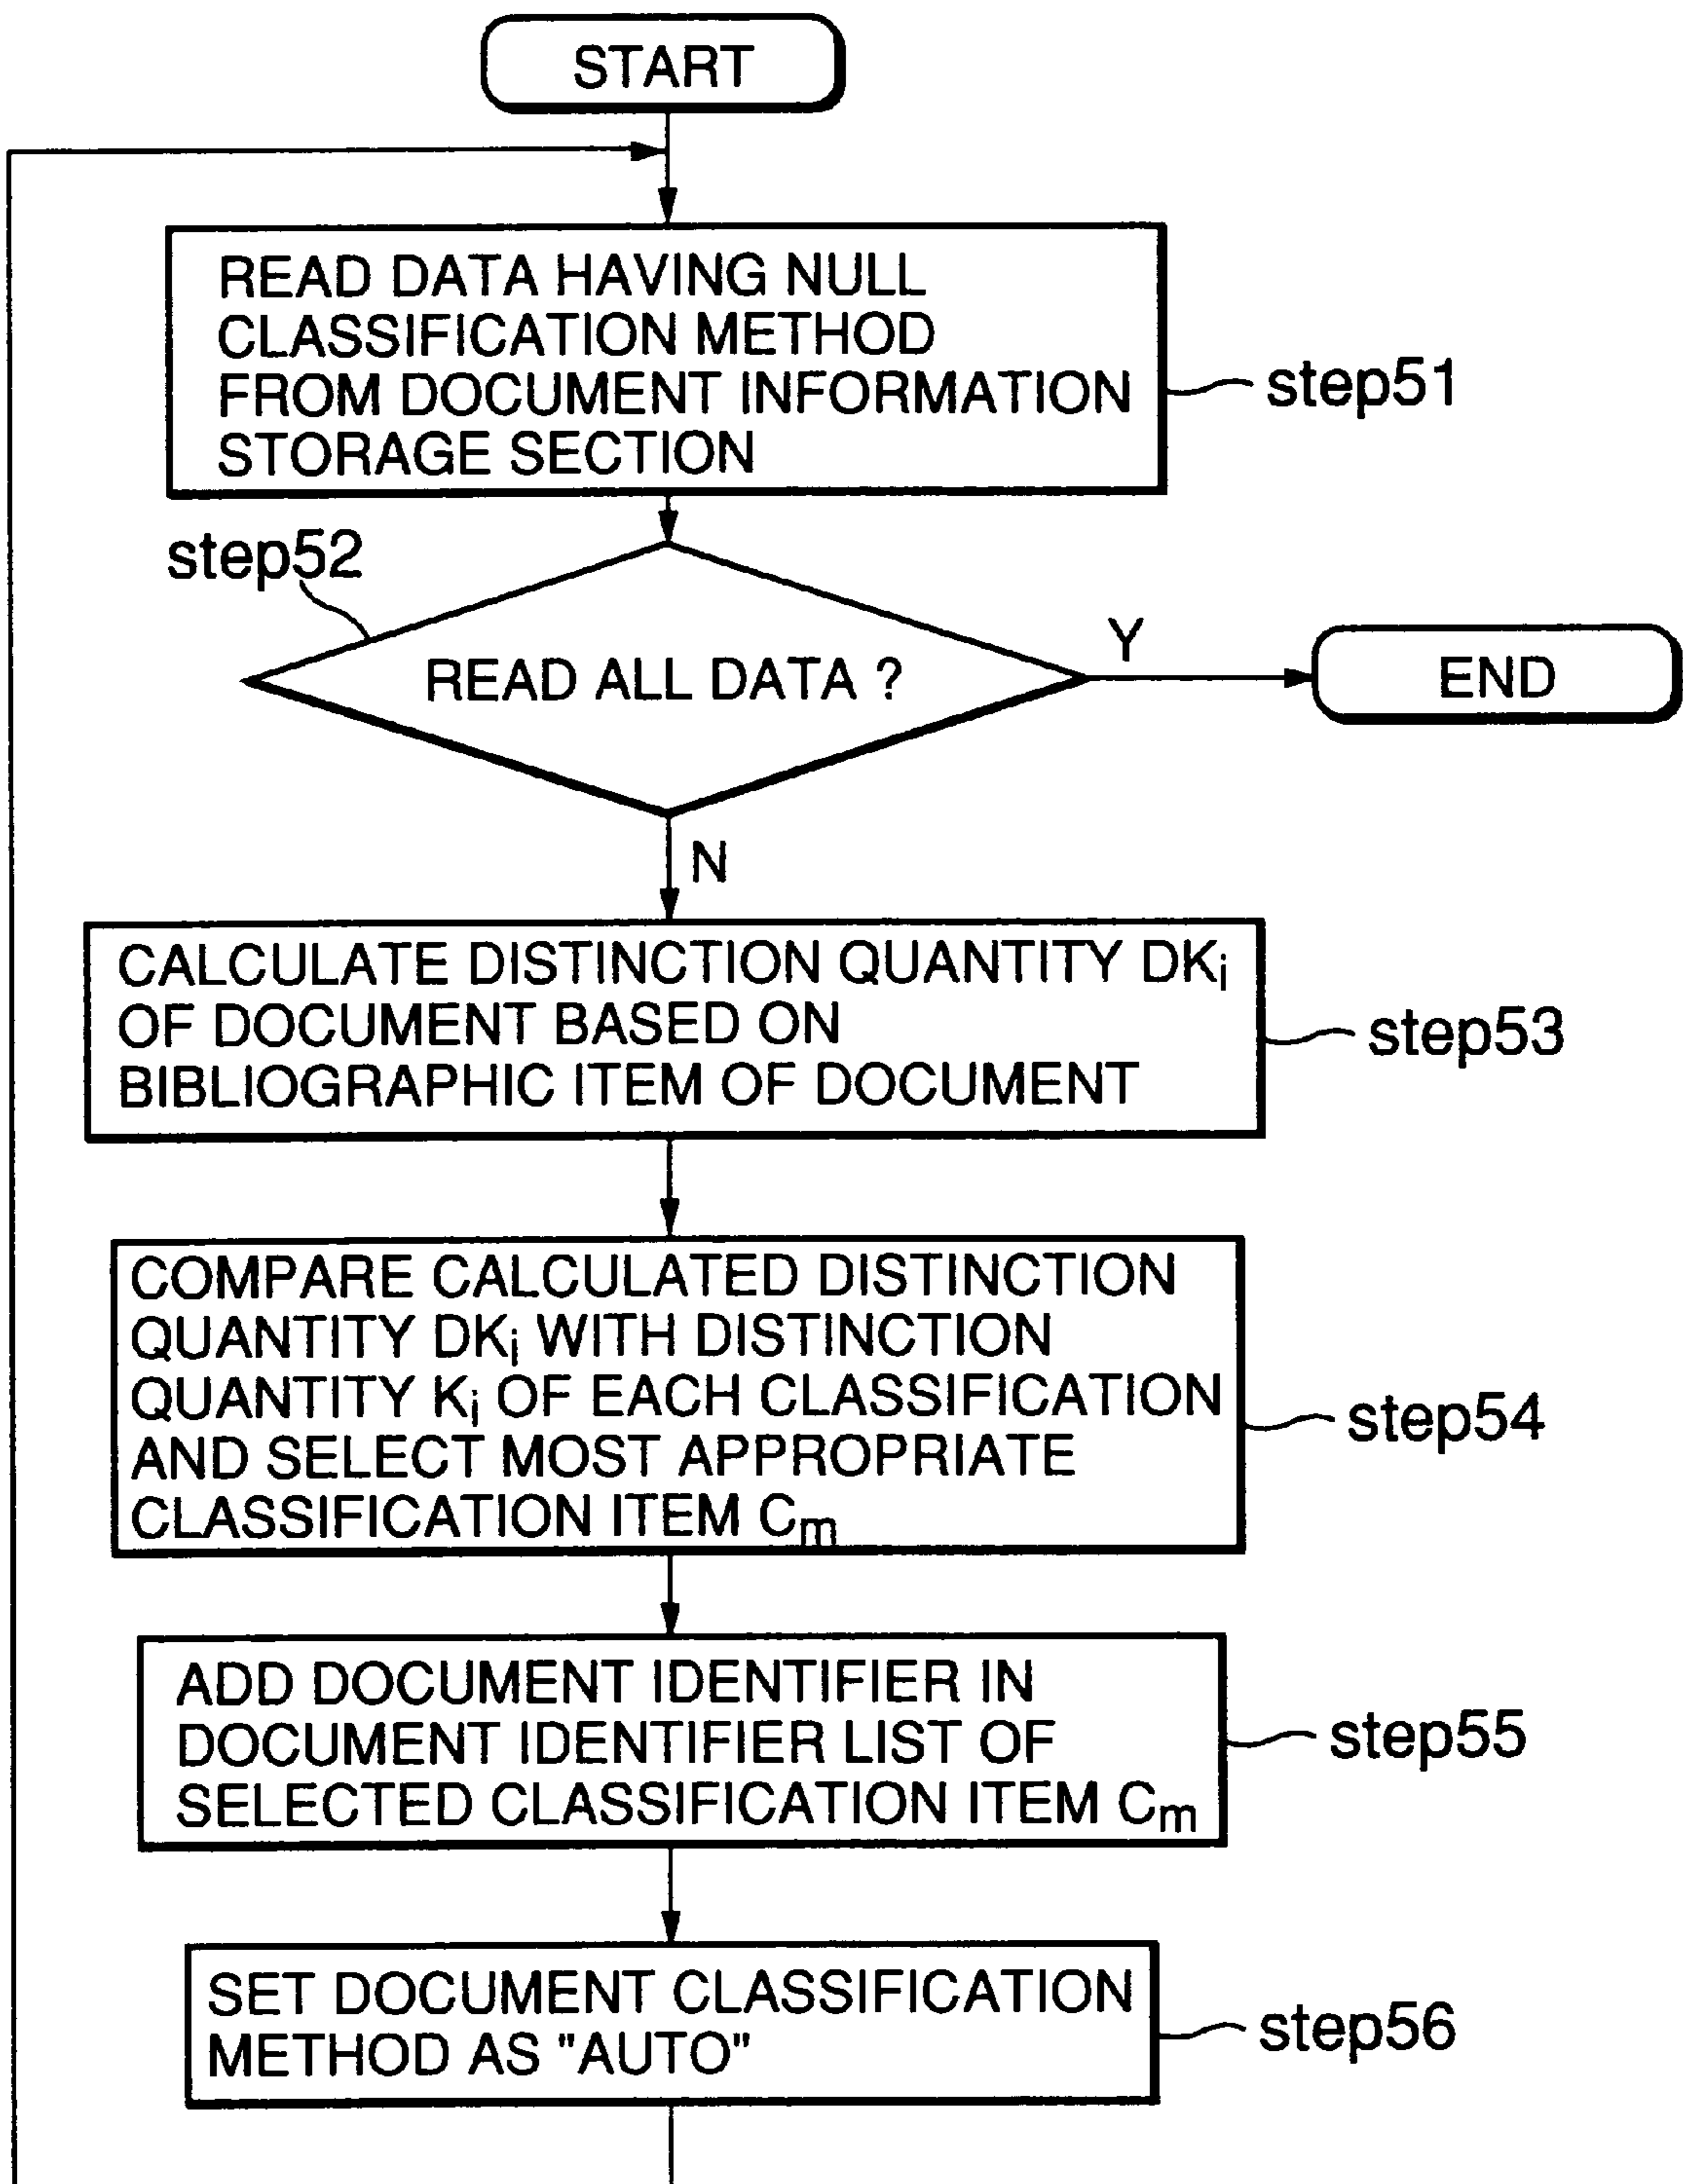 START
READ DATA HAVING NULL
CLASSIFICATION METHOD
FROM DOCUMENT INFORMATION
STORAGE SECTION
step51
step52
READ ALL DATA ?
Y
END
N
CALCULATE DISTINCTION QUANTITY DKi
OF DOCUMENT BASED ON
BIBLIOGRAPHIC ITEM OF DOCUMENT
step53
COMPARE CALCULATED DISTINCTION
QUANTITY DKi WITH DISTINCTION
QUANTITY Ki OF EACH CLASSIFICATION
AND SELECT MOST APPROPRIATE
CLASSIFICATION ITEM Cm
step54
ADD DOCUMENT IDENTIFIER IN
DOCUMENT IDENTIFIER LIST OF
SELECTED CLASSIFICATION ITEM Cm
step55
SET DOCUMENT CLASSIFICATION
METHOD AS "AUTO"
step56